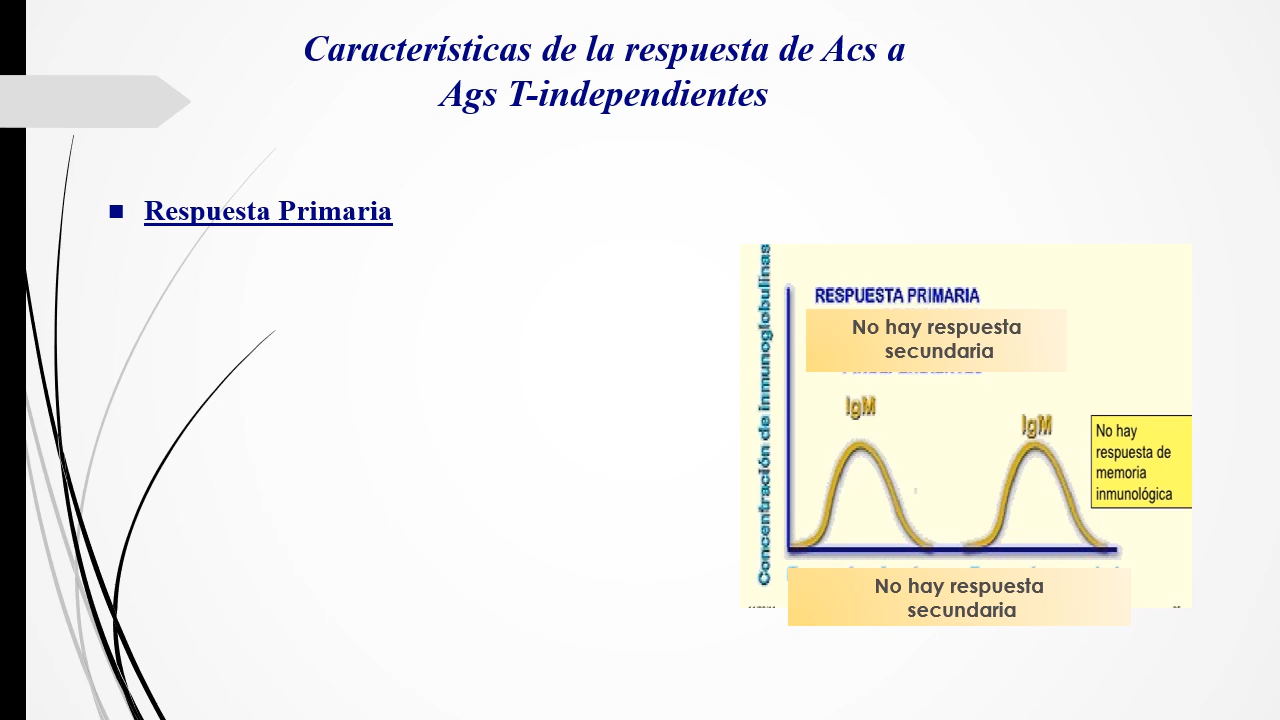 Características de la respuesta de Acs a
Ags T-independientes
Respuesta Primaria
Concentración de inmunoglobulinas
RESPUESTA PRIMARIA
No hay respuesta
secundaria
IgM
IgM
No hay
respuesta de
memoria
inmunológica
No hay respuesta
secundaria